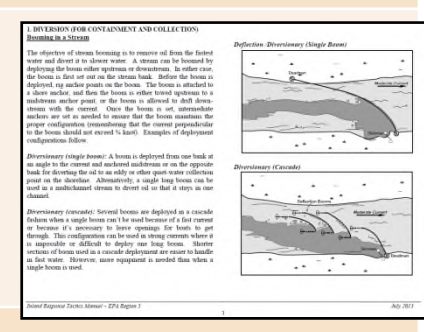 1. DIVERSION (FOR CONTAINMENT AND COLLECTION)
Booming in a Stream
The objective of stream booming is to remove oil from the fastest
water and divert it to slower water. A stream can be boomed by
deploying the boom either upstream or downstream. In either case,
the boom is first set out on the stream bank. Before the boom is
deployed, rig anchor points on the boom. The boom is attached to
a shore anchor, and then the boom is either towed upstream to a
midstream anchor point, or the boom is allowed to drift down-
stream with the current. Once the boom is set, intermediate
anchors are set as needed to ensure that the boom maintains the
proper configuration (remembering that the current perpendicular
to the boom should not exceed ¾ knot). Examples of deployment
configurations follow.
Diversionary (single boom): A boom is deployed from one bank at
an angle to the current and anchored midstream or on the opposite
bank for diverting the oil to an eddy or other quiet-water collection
point on the shoreline. Alternatively, a single long boom can be
used in a multichannel stream to divert oil so that it stays in one
channel.
Diversionary (cascade): Several booms are deployed in a cascade
fashion when a single boom can't be used because of a fast current
or because it's necessary to leave openings for boats to get
through. This configuration can be used in strong currents where it
is impossible or difficult to deploy one long boom. Shorter
sections of boom used in a cascade deployment are easier to handle
in fast water. However, more equipment is needed than when a
single boom is used.
Deflection /Diversionary (Single Boom)
Deadman
Moderate Current
Skimmer
Diversionary (Cascade)
Deflection Booms
Moderate Current
Skimmer
Deadman
Inland Response Tactics Manual – EPA Region 5
July 2013
1